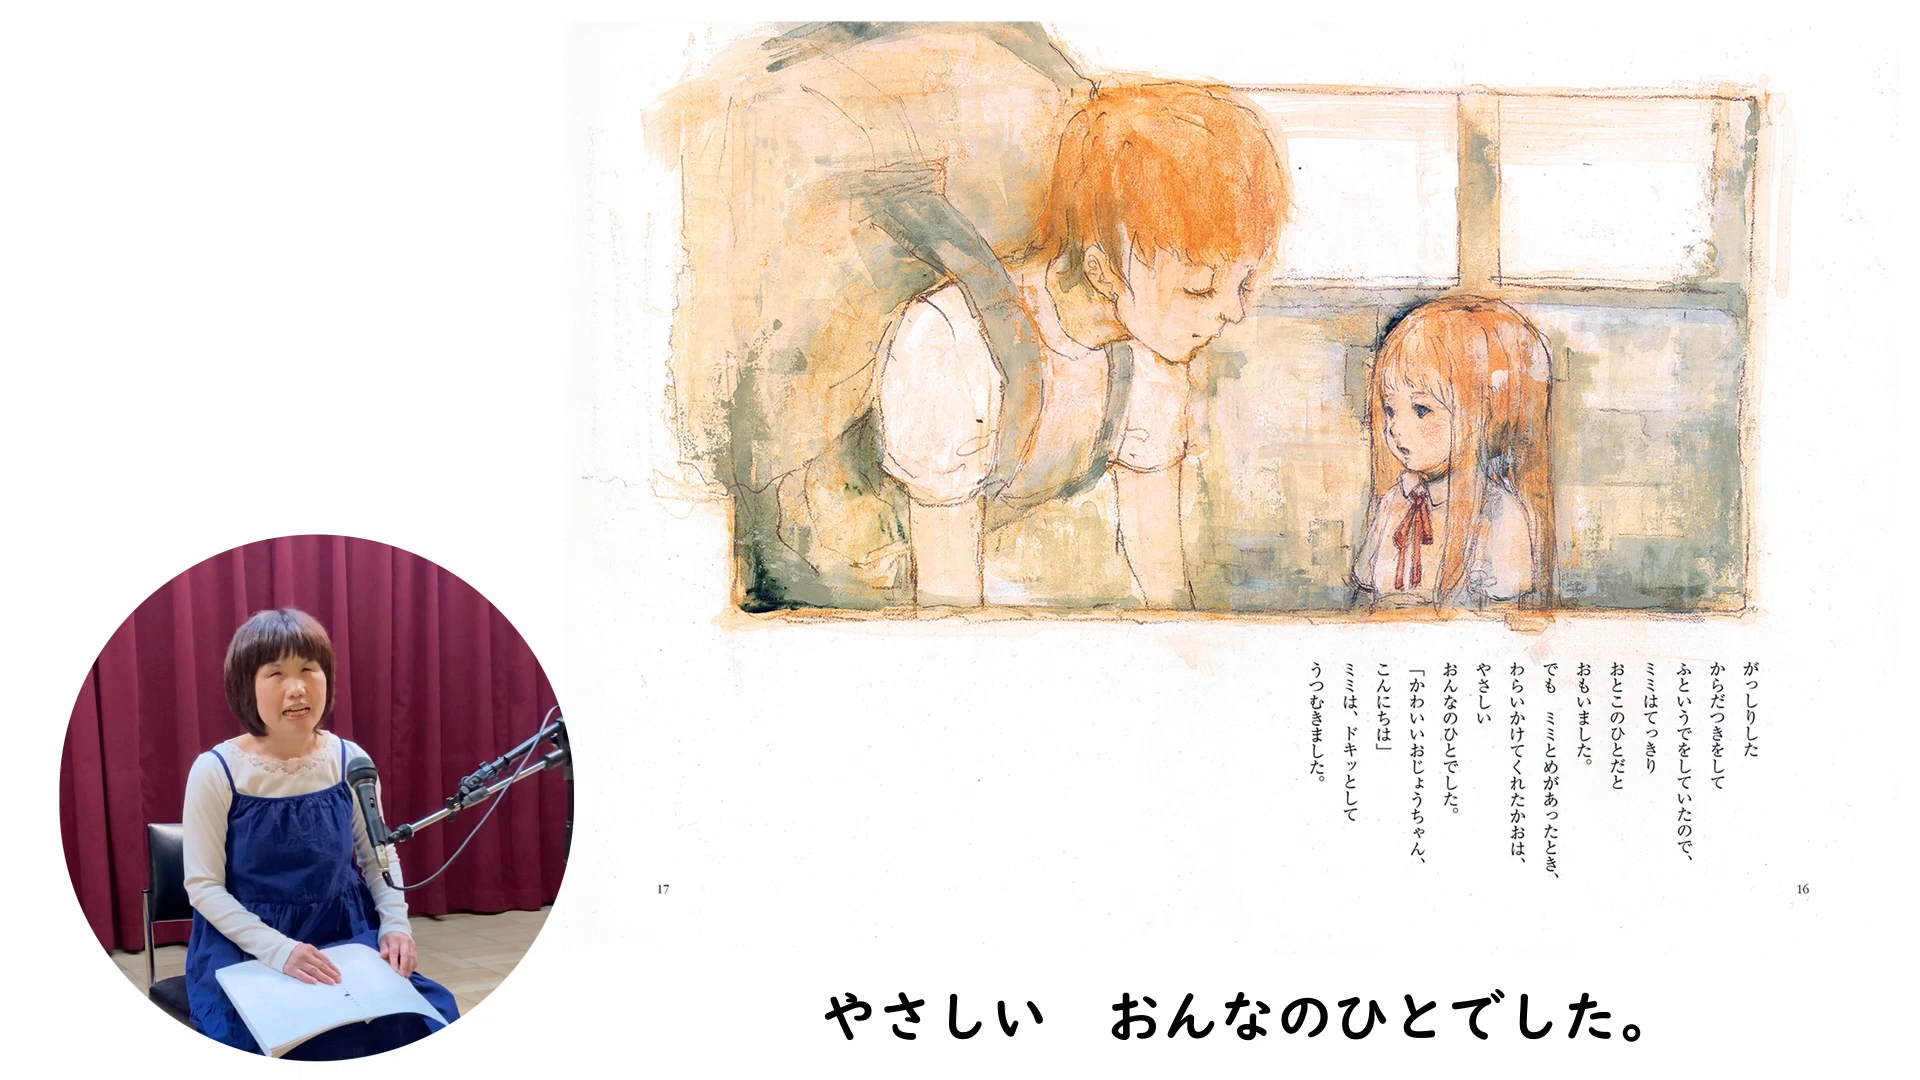 がっしりした
からだつきをして
ふというでをしていたので、
ミミはてっきり
おとこのひとだと
おもいました。
でも　ミミとめがあったとき、
わらいかけてくれたかおは、
やさしい
おんなのひとでした。
「かわいいおじょうちゃん、
こんにちは」
ミミは、ドキッとして
うつむきました。
17
16
やさしい　おんなのひとでした。